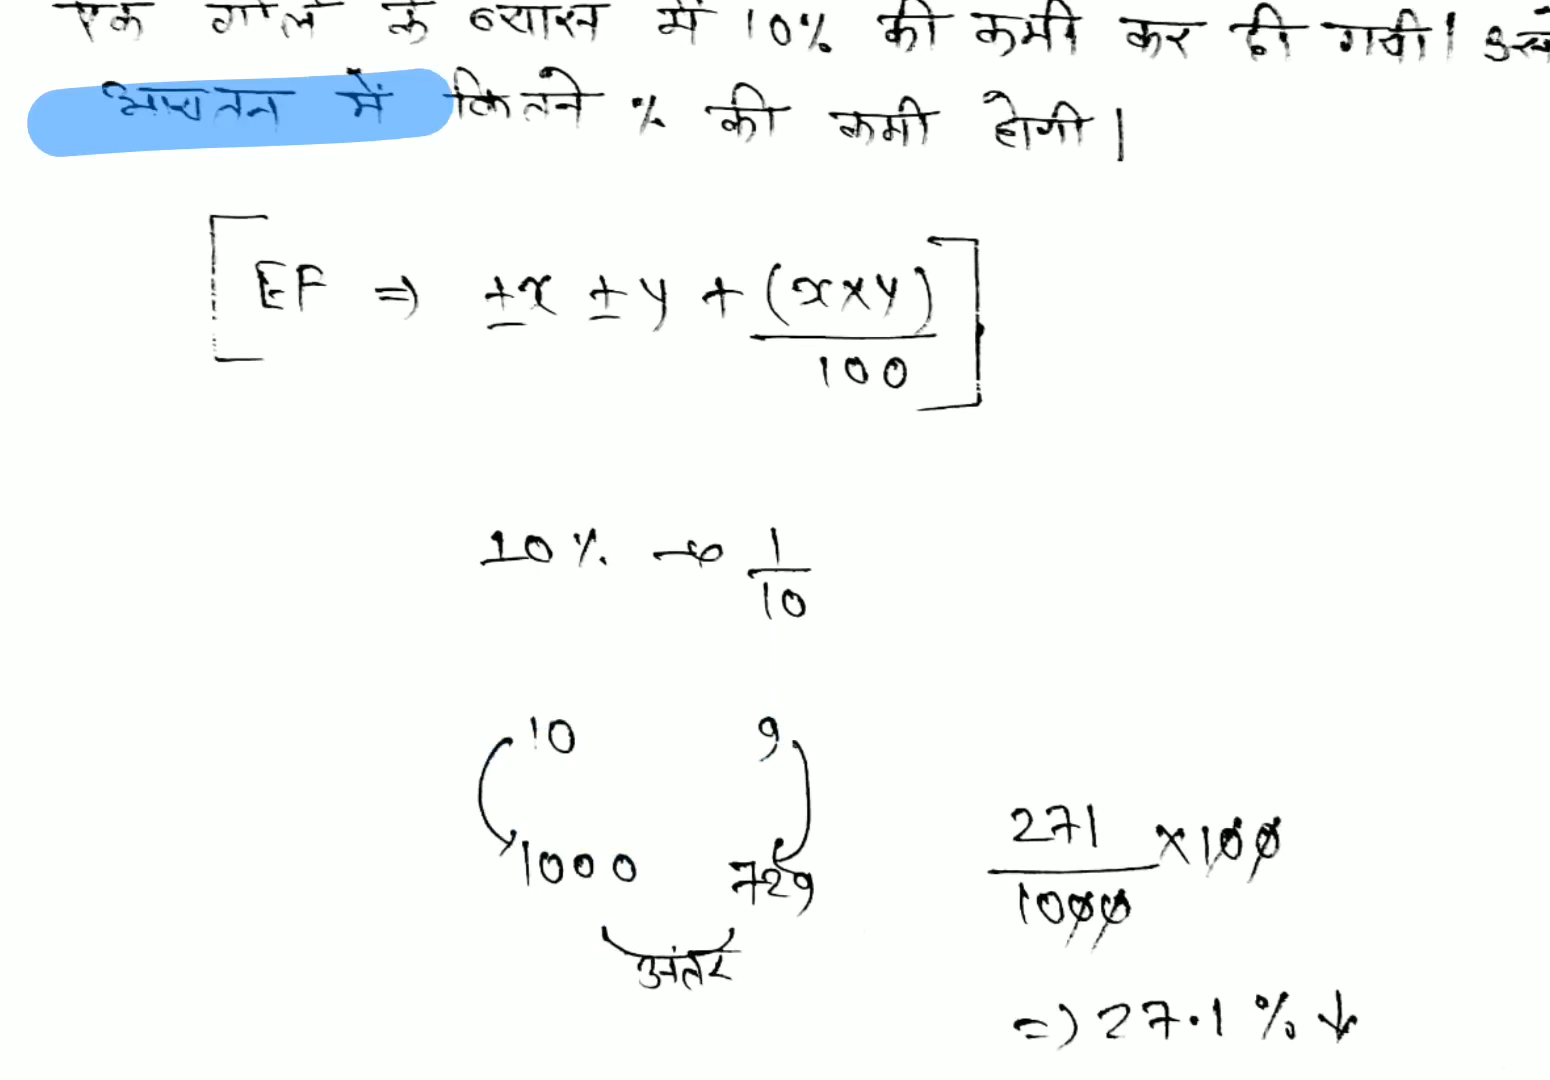 एक गोले के व्यास में 10% की कमी कर दी गयी। उसके
आयतन में कितने % की कमी होगी।
[EF ⇒ ±x ±y + (x×y)/100]
10% → 1/10
10 9
1000 729
अंतर
271/1000 ×100
⇒ 27.1% ↓